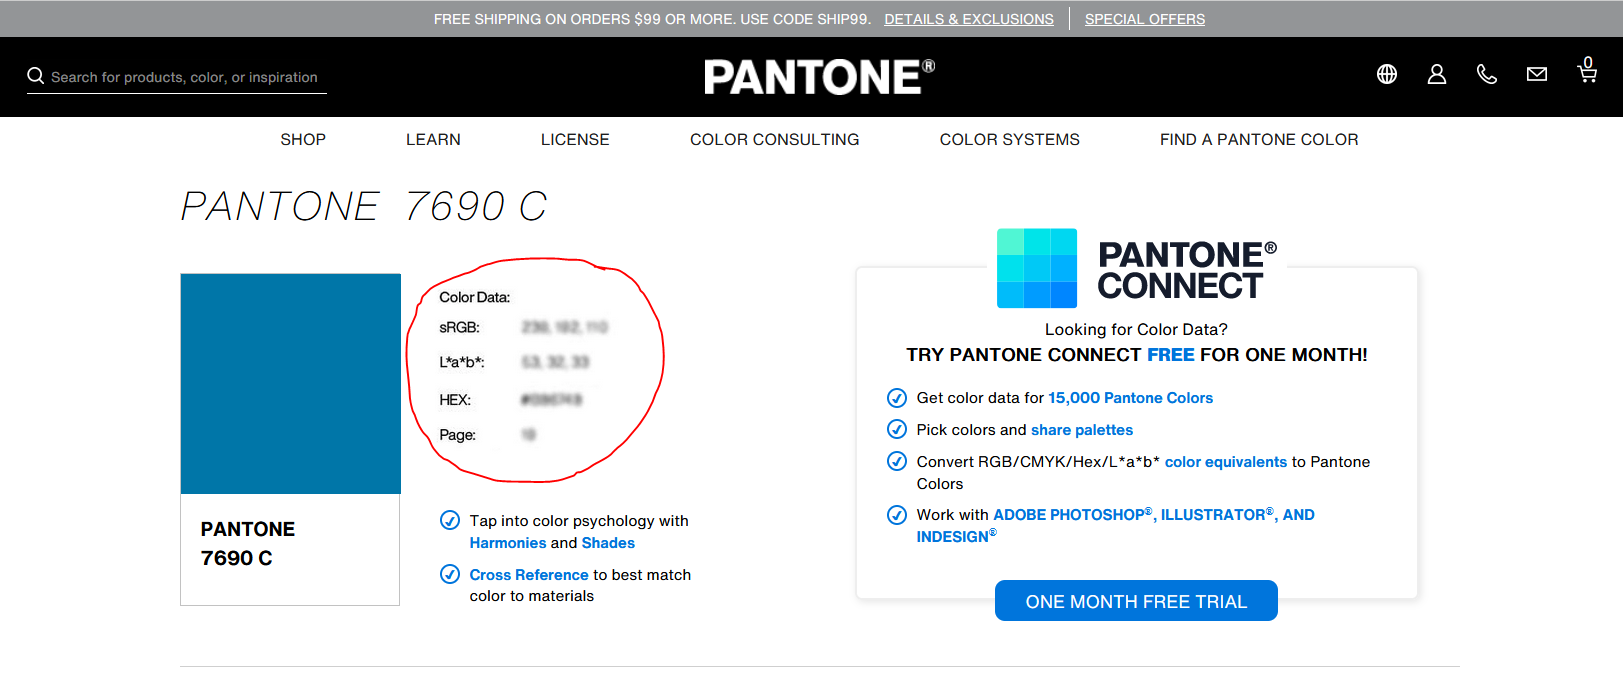 FREE SHIPPING ON ORDERS $99 OR MORE. USE CODE SHIP99. DETAILS & EXCLUSIONS SPECIAL OFFERS
Search for products, color, or inspiration
PANTONE®
0
SHOP LEARN LICENSE COLOR CONSULTING COLOR SYSTEMS FIND A PANTONE COLOR
PANTONE 7690 C
PANTONE
7690 C
Color Data:
sRGB:
L*a*b*:
HEX:
Page:
Tap into color psychology with
Harmonies and Shades
Cross Reference to best match
color to materials
PANTONE®
CONNECT
Looking for Color Data?
TRY PANTONE CONNECT FREE FOR ONE MONTH!
Get color data for 15,000 Pantone Colors
Pick colors and share palettes
Convert RGB/CMYK/Hex/L*a*b* color equivalents to Pantone
Colors
Work with ADOBE PHOTOSHOP®, ILLUSTRATOR®, AND
INDESIGN®
ONE MONTH FREE TRIAL